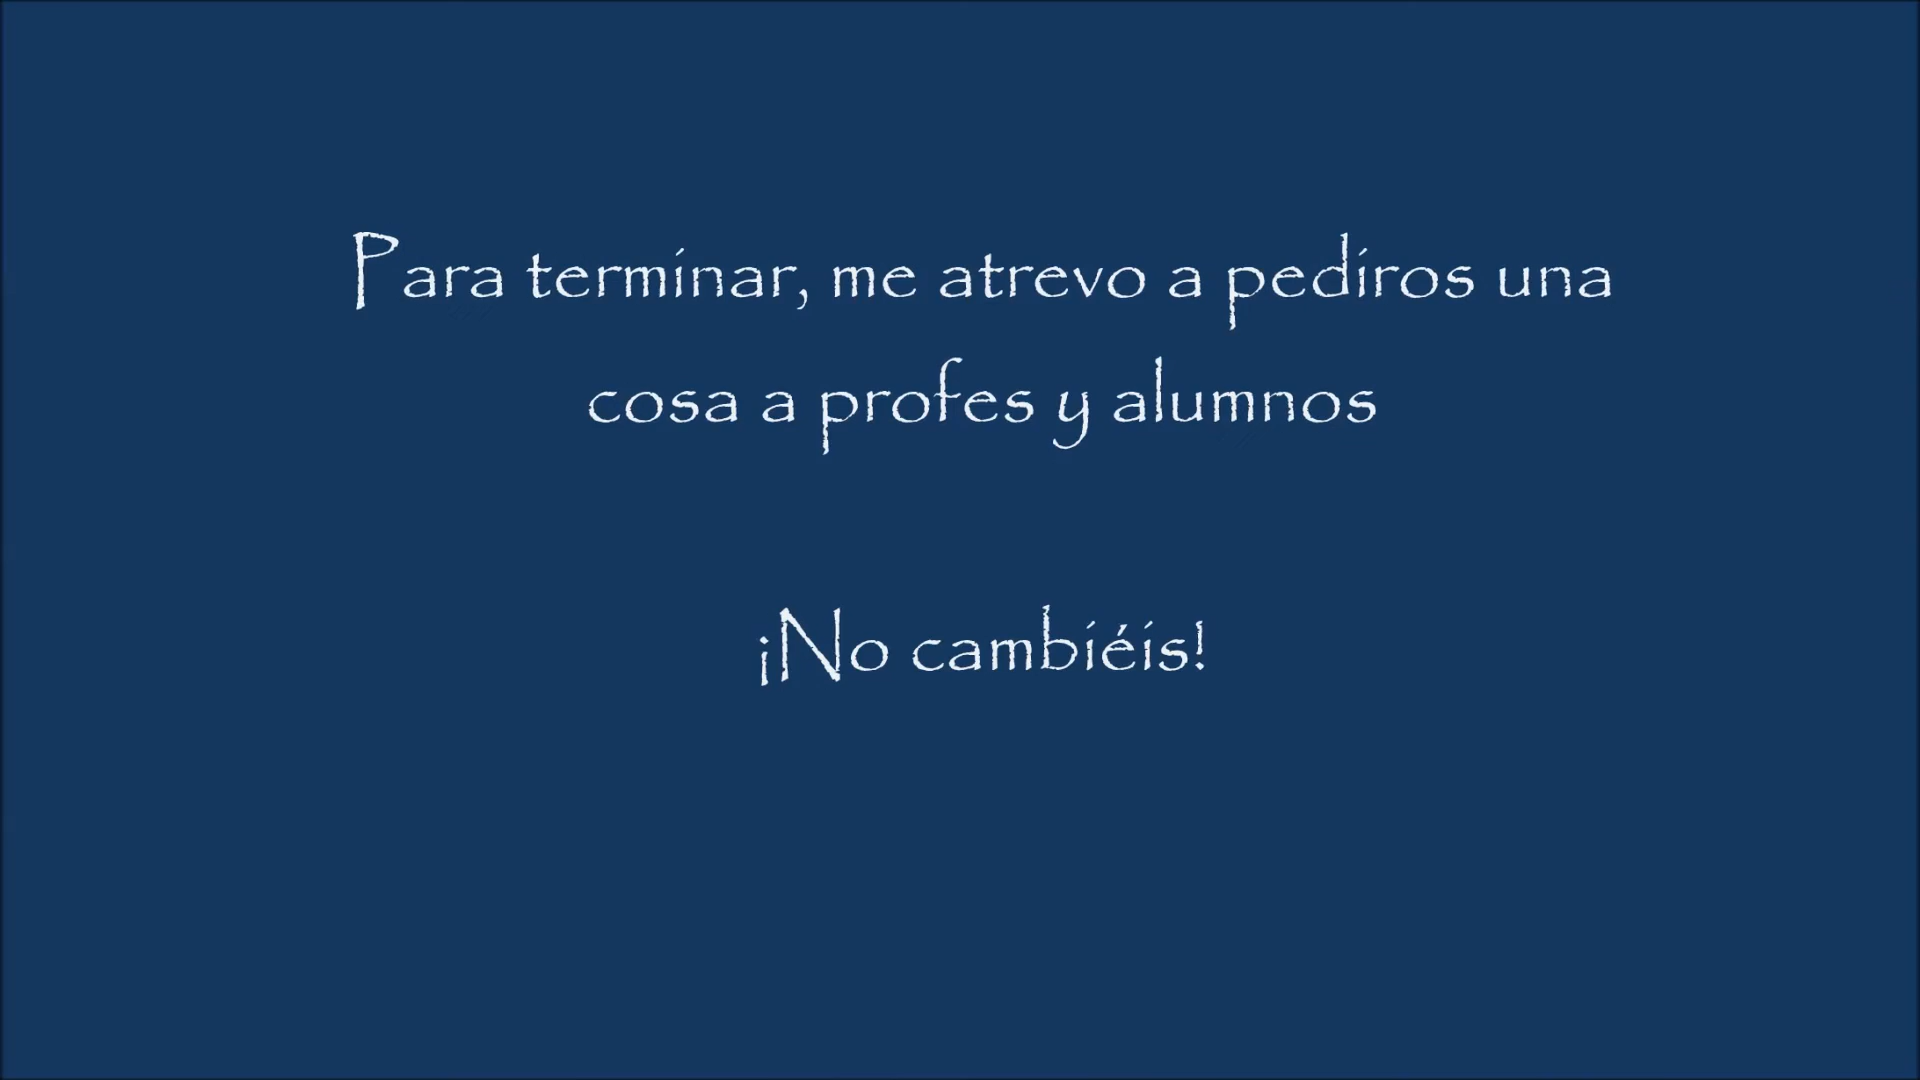 Para terminar, me atrevo a pediros una
cosa a profes y alumnos
¡No cambiéis!